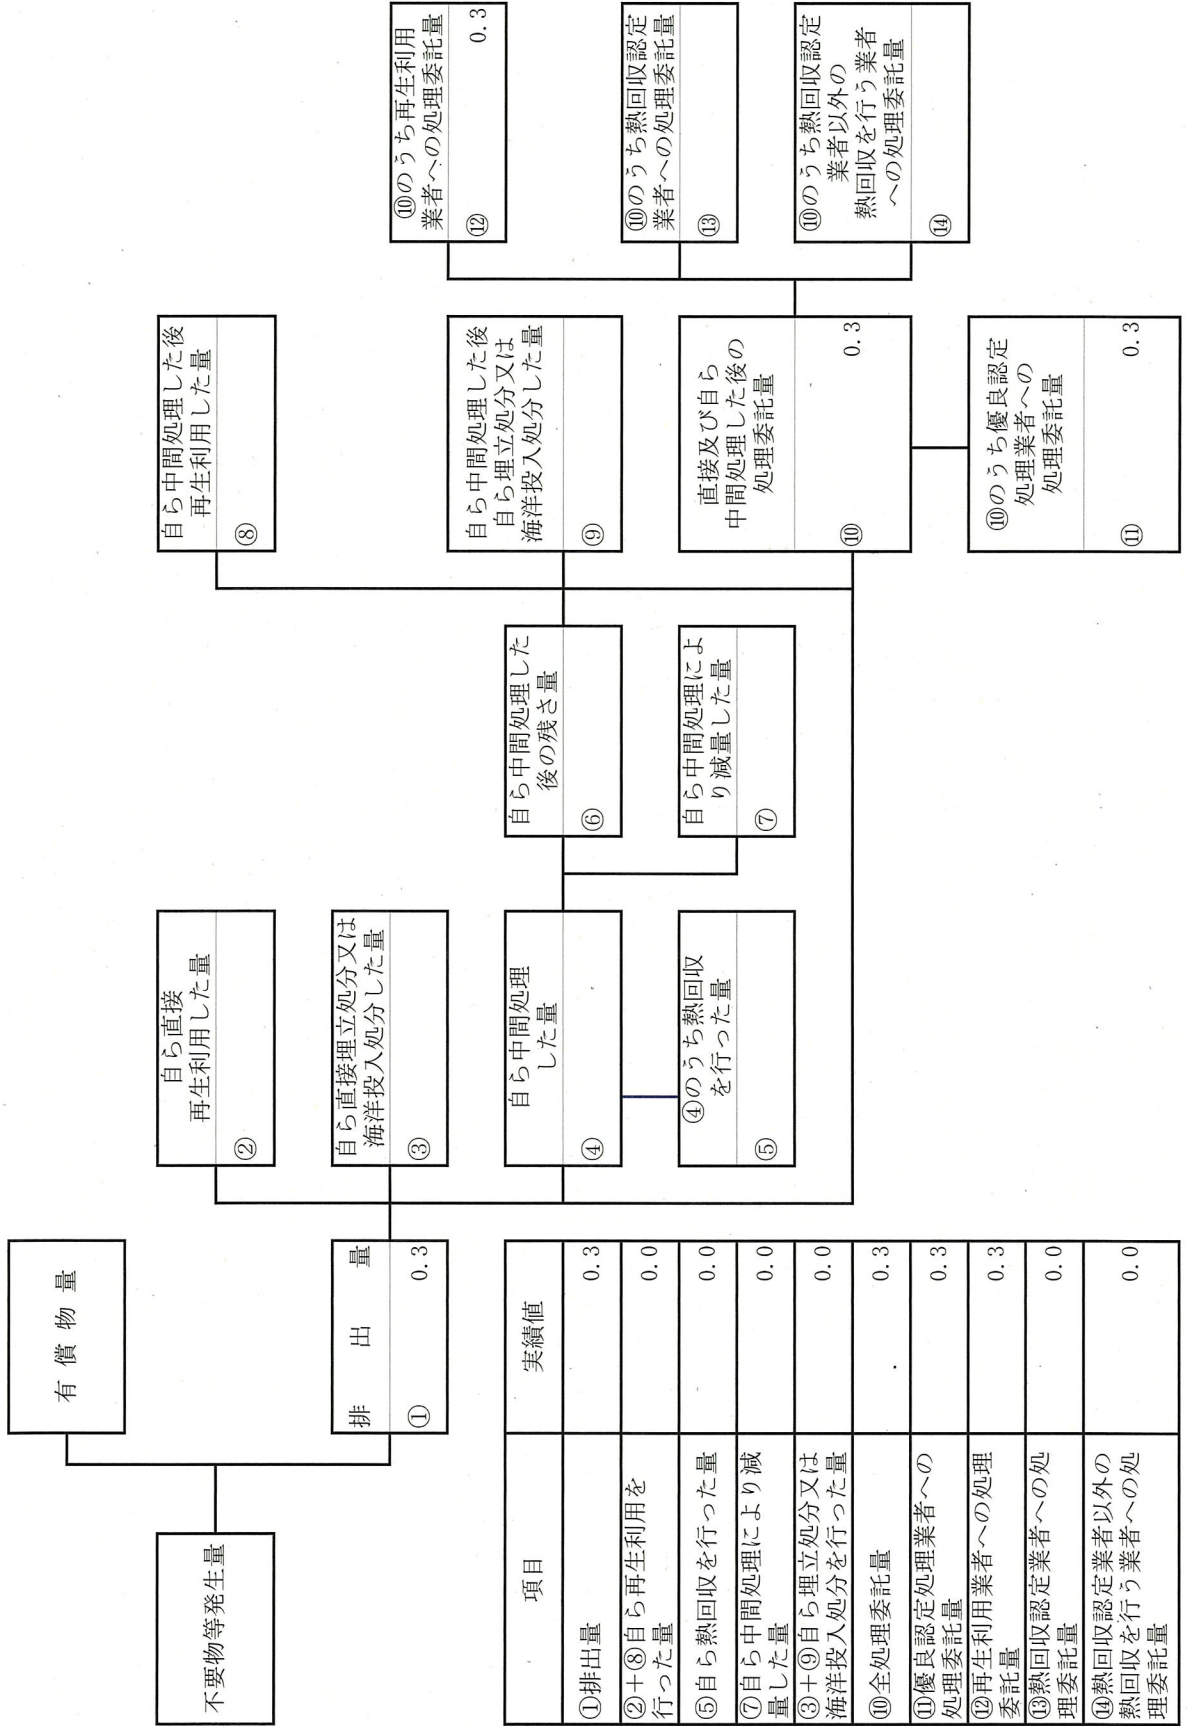 不要物等発生量
有償物量
排出量
① 0.3
自ら直接
再生利用した量
②
自ら直接埋立処分又は
海洋投入処分した量
③
自ら中間処理
した量
④
④のうち熱回収
を行った量
⑤
自ら中間処理した
後の残さ量
⑥
自ら中間処理によ
り減量した量
⑦
自ら中間処理した後
再生利用した量
⑧
自ら中間処理した後
自ら埋立処分又は
海洋投入処分した量
⑨
直接及び自ら
中間処理した後の
処理委託量
⑩ 0.3
⑩のうち優良認定
処理業者への
処理委託量
⑪ 0.3
⑩のうち再生利用
業者への処理委託量
⑫ 0.3
⑩のうち熱回収認定
業者への処理委託量
⑬
⑩のうち熱回収認定
業者以外の
熱回収を行う業者
への処理委託量
⑭
項目 実績値
①排出量 0.3
②+⑧自ら再生利用を
行った量 0.0
⑤自ら熱回収を行った量 0.0
⑦自ら中間処理により減
量した量 0.0
③+⑨自ら埋立処分又は
海洋投入処分を行った量 0.0
⑩全処理委託量 0.3
⑪優良認定処理業者への
処理委託量 0.3
⑫再生利用業者への処理
委託量 0.3
⑬熱回収認定業者への処
理委託量 0.0
⑭熱回収認定業者以外の
熱回収を行う業者への処
理委託量 0.0